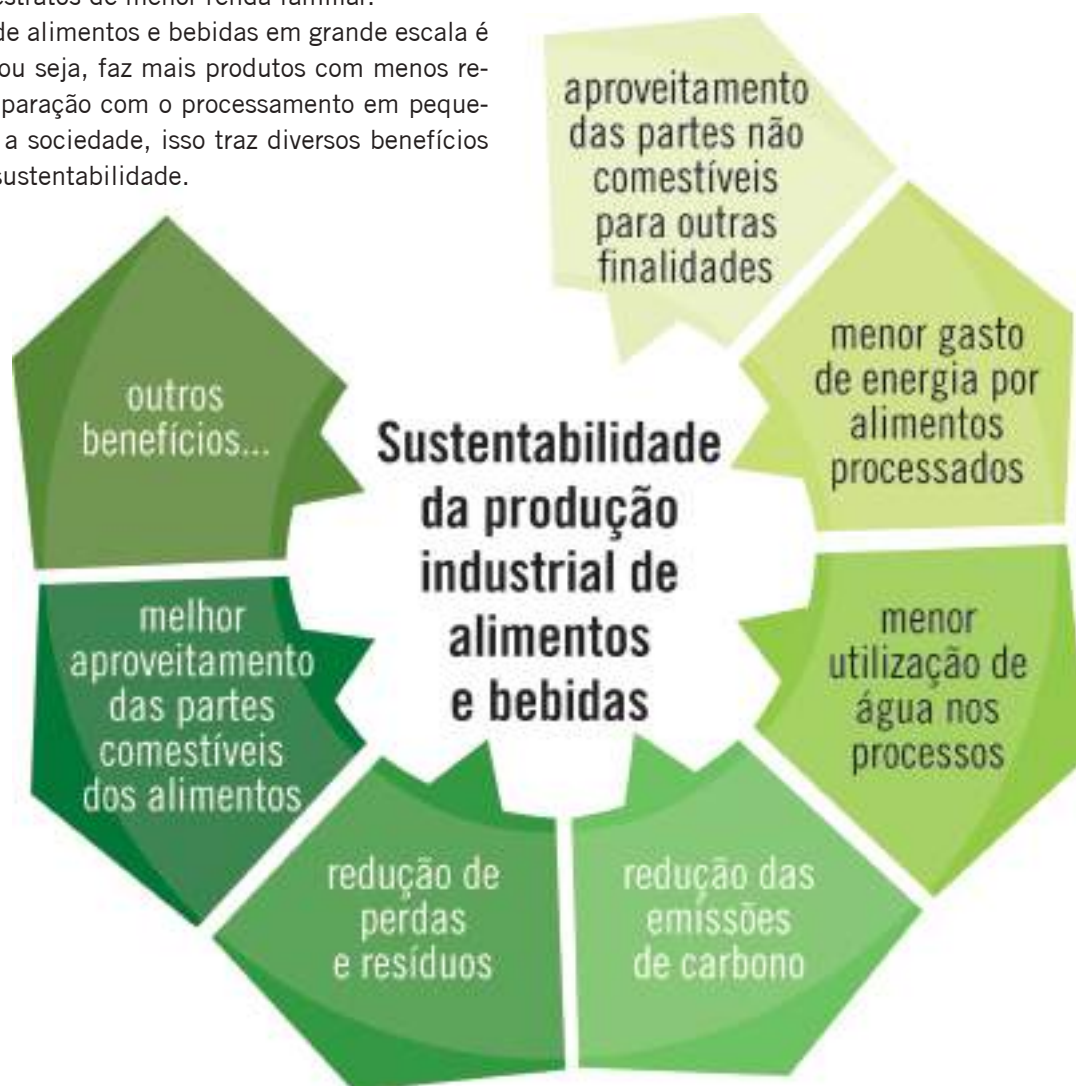 estratos de menor renda familiar.
de alimentos e bebidas em grande escala é
ou seja, faz mais produtos com menos re-
paração com o processamento em peque-
a sociedade, isso traz diversos benefícios
sustentabilidade.
aproveitamento
das partes não
comestíveis
para outras
finalidades
menor gasto
de energia por
alimentos
processados
menor
utilização de
água nos
processos
redução das
emissões
de carbono
redução de
perdas
e resíduos
melhor
aproveitamento
das partes
comestíveis
dos alimentos
outros
benefícios...
Sustentabilidade
da produção
industrial de
alimentos
e bebidas